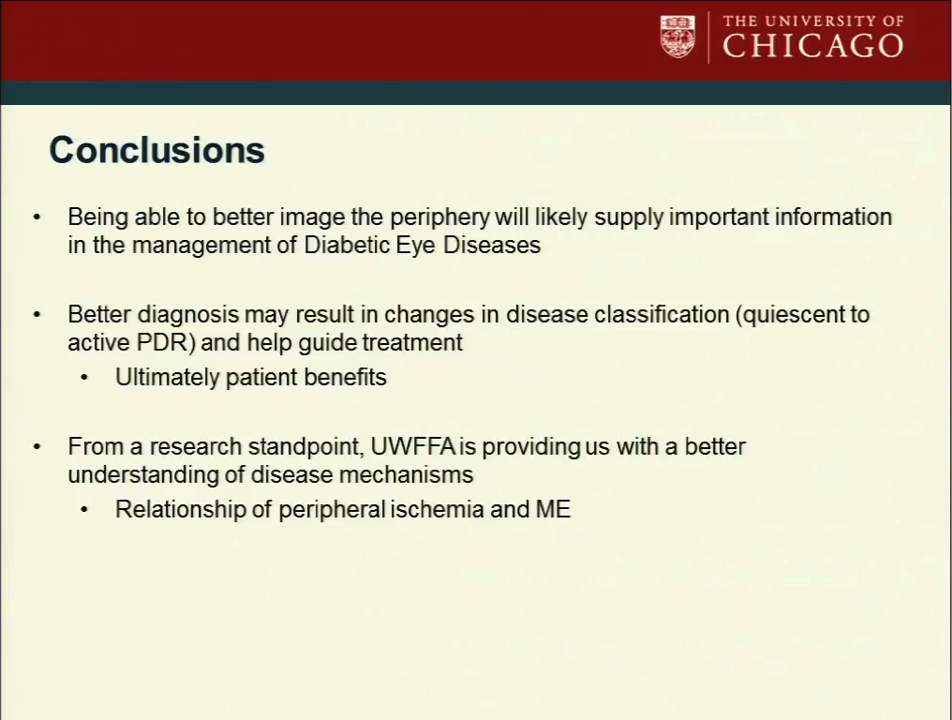 THE UNIVERSITY OF
CHICAGO
Conclusions
• Being able to better image the periphery will likely supply important information
in the management of Diabetic Eye Diseases
• Better diagnosis may result in changes in disease classification (quiescent to
active PDR) and help guide treatment
• Ultimately patient benefits
• From a research standpoint, UWFFA is providing us with a better
understanding of disease mechanisms
• Relationship of peripheral ischemia and ME